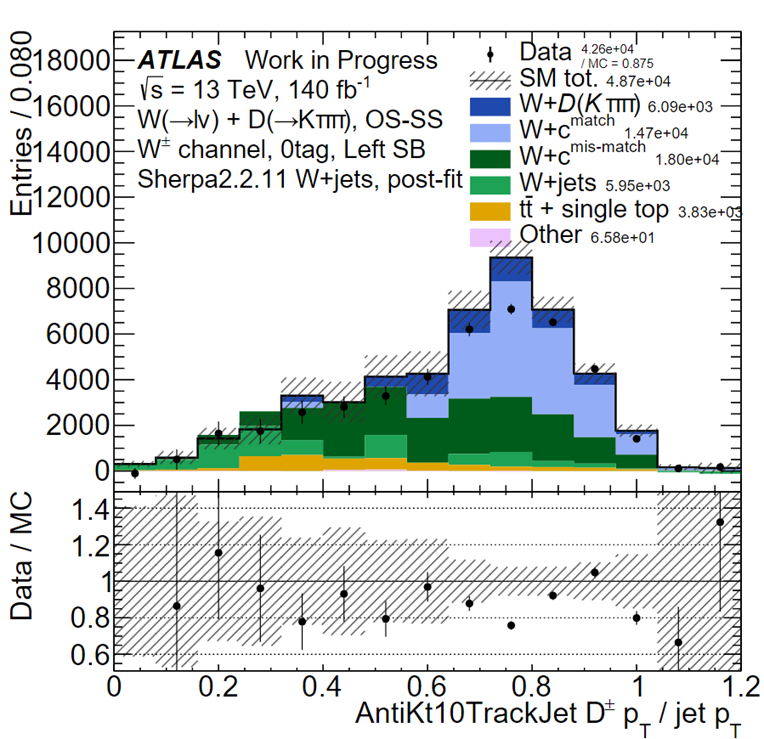 Entries / 0.080
18000
16000
14000
12000
10000
8000
6000
4000
2000
0
ATLAS Work in Progress
√s = 13 TeV, 140 fb⁻¹
W(→lν) + D(→Kππ), OS-SS
W± channel, 0tag, Left SB
Sherpa2.2.11 W+jets, post-fit
Data 4.26e+04 / MC = 0.875
SM tot. 4.87e+04
W+D(Kππ) 6.09e+03
W+c^match 1.47e+04
W+c^mis-match 1.80e+04
W+jets 5.95e+03
tt̄ + single top 3.83e+03
Other 6.58e+01
Data / MC
1.4
1.2
1
0.8
0.6
0 0.2 0.4 0.6 0.8 1 1.2
AntiKt10TrackJet D± p_T / jet p_T